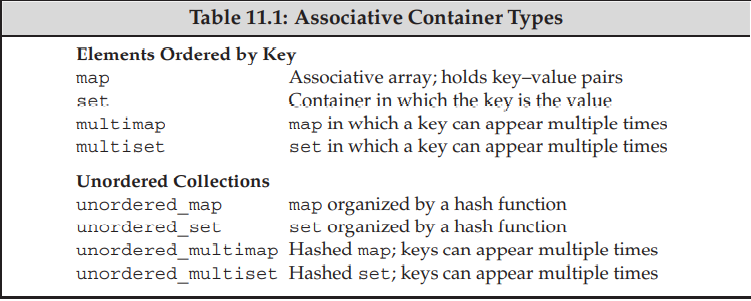 Table 11.1: Associative Container Types
Elements Ordered by Key
map Associative array; holds key–value pairs
set Container in which the key is the value
multimap map in which a key can appear multiple times
multiset set in which a key can appear multiple times
Unordered Collections
unordered_map map organized by a hash function
unordered_set set organized by a hash function
unordered_multimap Hashed map; keys can appear multiple times
unordered_multiset Hashed set; keys can appear multiple times